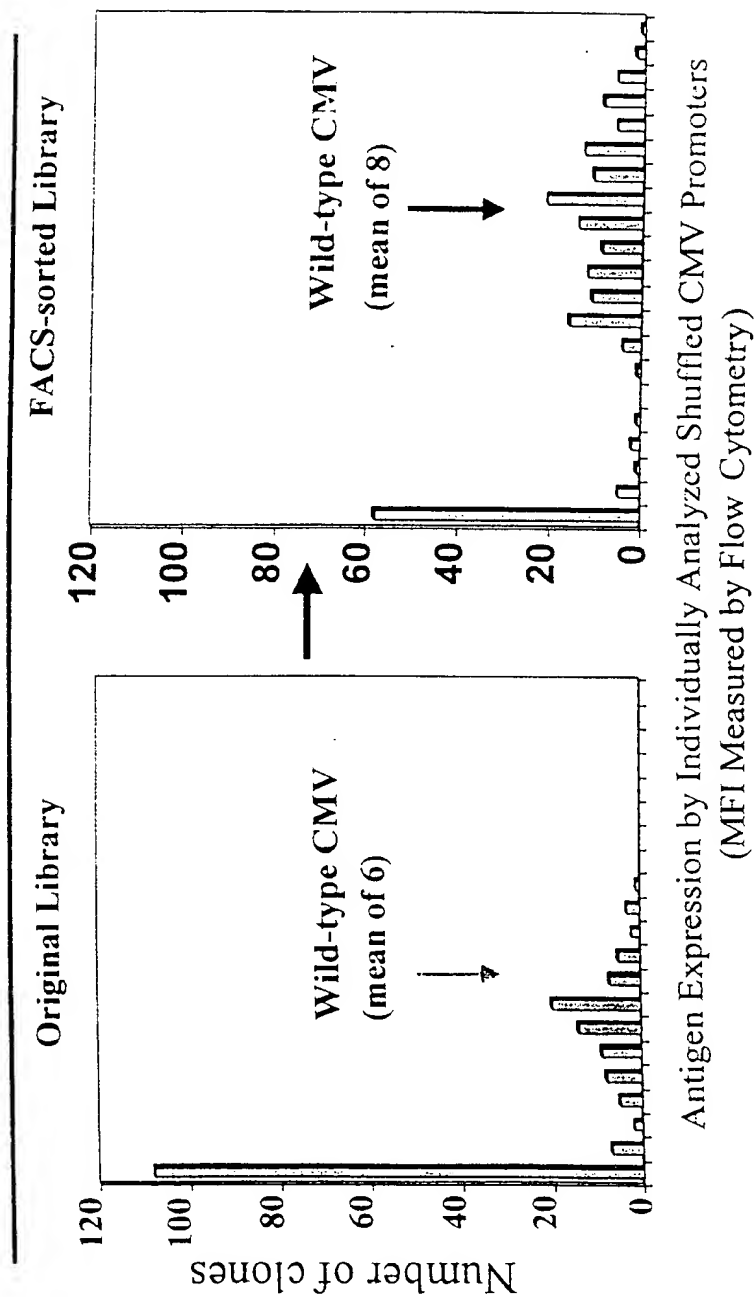 Original Library
FACS-sorted Library
Number of clones
120
100
80
60
40
20
0
Wild-type CMV
(mean of 6)
120
100
80
60
40
20
0
Wild-type CMV
(mean of 8)
Antigen Expression by Individually Analyzed Shuffled CMV Promoters
(MFI Measured by Flow Cytometry)